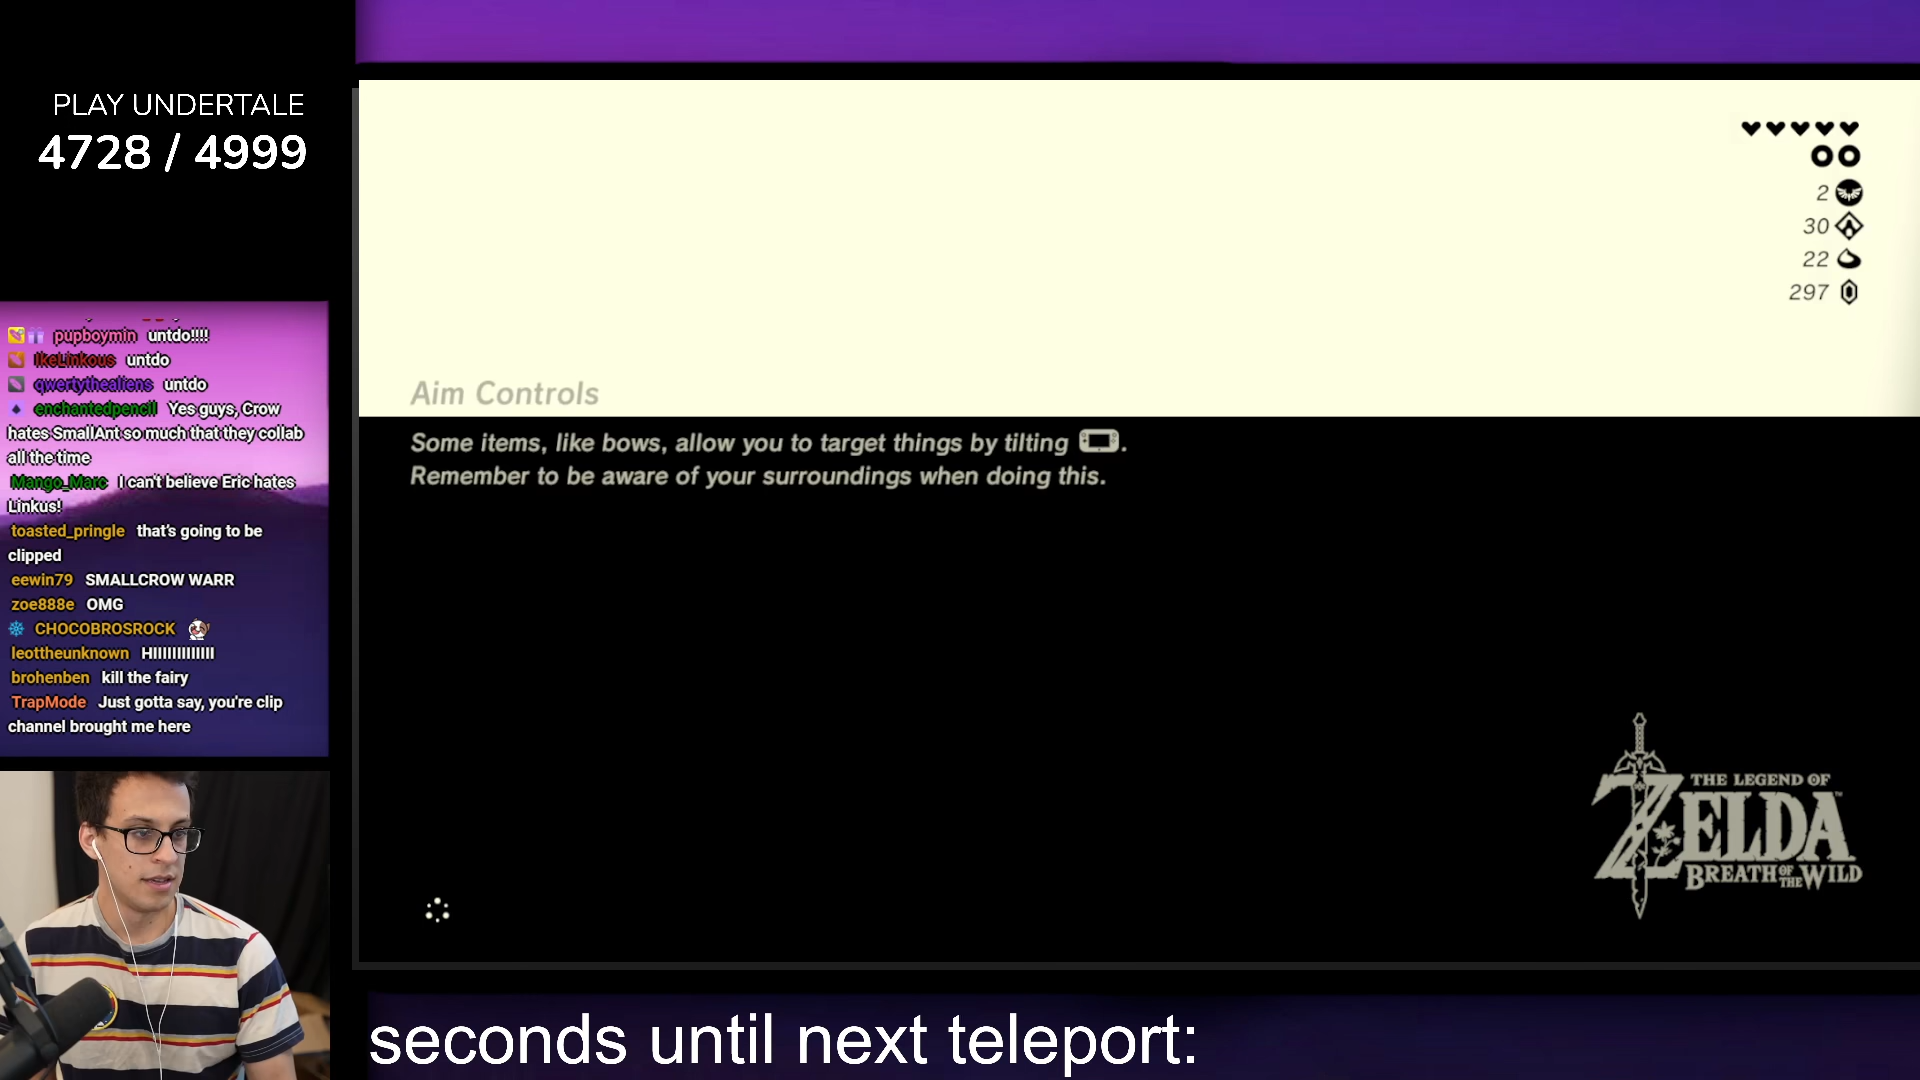 PLAY UNDERTALE
4728 / 4999
pupboymin untdo!!!!
IkeLinkous untdo
qwertythealiens untdo
enchantedpencil Yes guys, Crow
hates SmallAnt so much that they collab
all the time
Mango_Marc I can't believe Eric hates
Linkus!
toasted_pringle that's going to be
clipped
eewin79 SMALLCROW WARR
zoe888e OMG
CHOCOBROSROCK
leottheunknown HIIIIIIIIIIII
brohenben kill the fairy
TrapMode Just gotta say, you're clip
channel brought me here
2
30
22
297
Aim Controls
Some items, like bows, allow you to target things by tilting .
Remember to be aware of your surroundings when doing this.
THE LEGEND OF
ZELDA
BREATH OF THE WILD
seconds until next teleport: